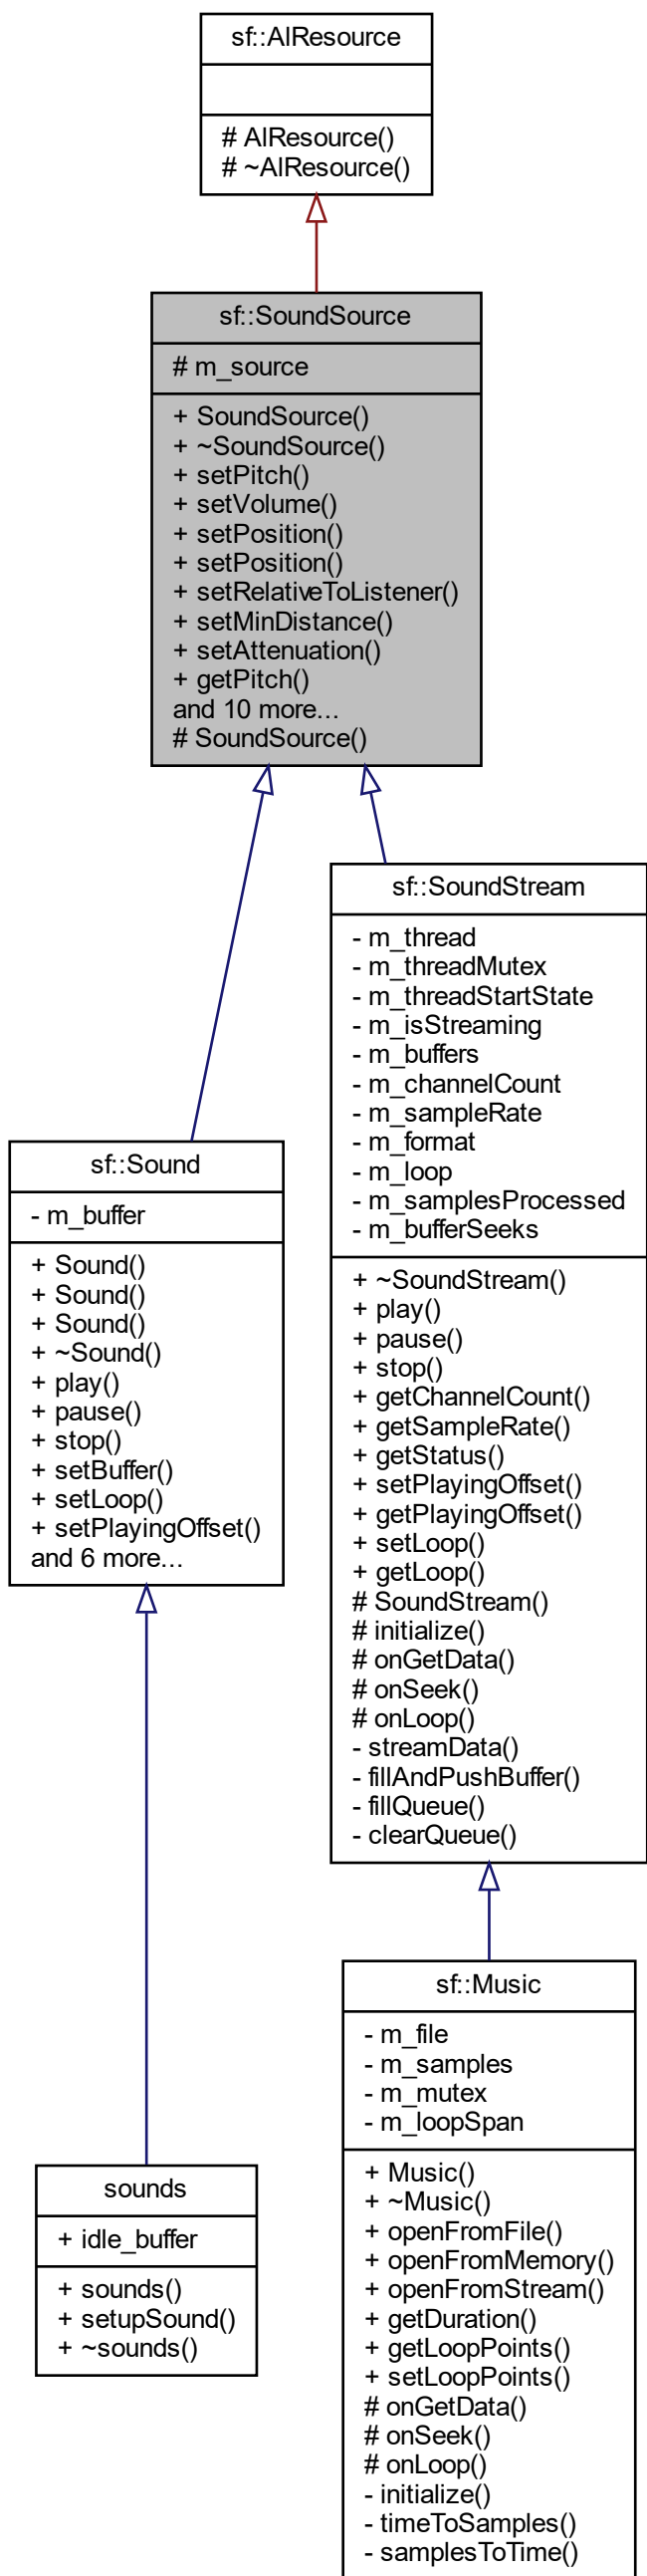 sf::AlResource
# AlResource()
# ~AlResource()
sf::SoundSource
# m_source
+ SoundSource()
+ ~SoundSource()
+ setPitch()
+ setVolume()
+ setPosition()
+ setPosition()
+ setRelativeToListener()
+ setMinDistance()
+ setAttenuation()
+ getPitch()
and 10 more...
# SoundSource()
sf::SoundStream
- m_thread
- m_threadMutex
- m_threadStartState
- m_isStreaming
- m_buffers
- m_channelCount
- m_sampleRate
- m_format
- m_loop
- m_samplesProcessed
- m_bufferSeeks
+ ~SoundStream()
+ play()
+ pause()
+ stop()
+ getChannelCount()
+ getSampleRate()
+ getStatus()
+ setPlayingOffset()
+ getPlayingOffset()
+ setLoop()
+ getLoop()
# SoundStream()
# initialize()
# onGetData()
# onSeek()
# onLoop()
- streamData()
- fillAndPushBuffer()
- fillQueue()
- clearQueue()
sf::Sound
- m_buffer
+ Sound()
+ Sound()
+ Sound()
+ ~Sound()
+ play()
+ pause()
+ stop()
+ setBuffer()
+ setLoop()
+ setPlayingOffset()
and 6 more...
sf::Music
- m_file
- m_samples
- m_mutex
- m_loopSpan
+ Music()
+ ~Music()
+ openFromFile()
+ openFromMemory()
+ openFromStream()
+ getDuration()
+ getLoopPoints()
+ setLoopPoints()
# onGetData()
# onSeek()
# onLoop()
- initialize()
- timeToSamples()
- samplesToTime()
sounds
+ idle_buffer
+ sounds()
+ setupSound()
+ ~sounds()